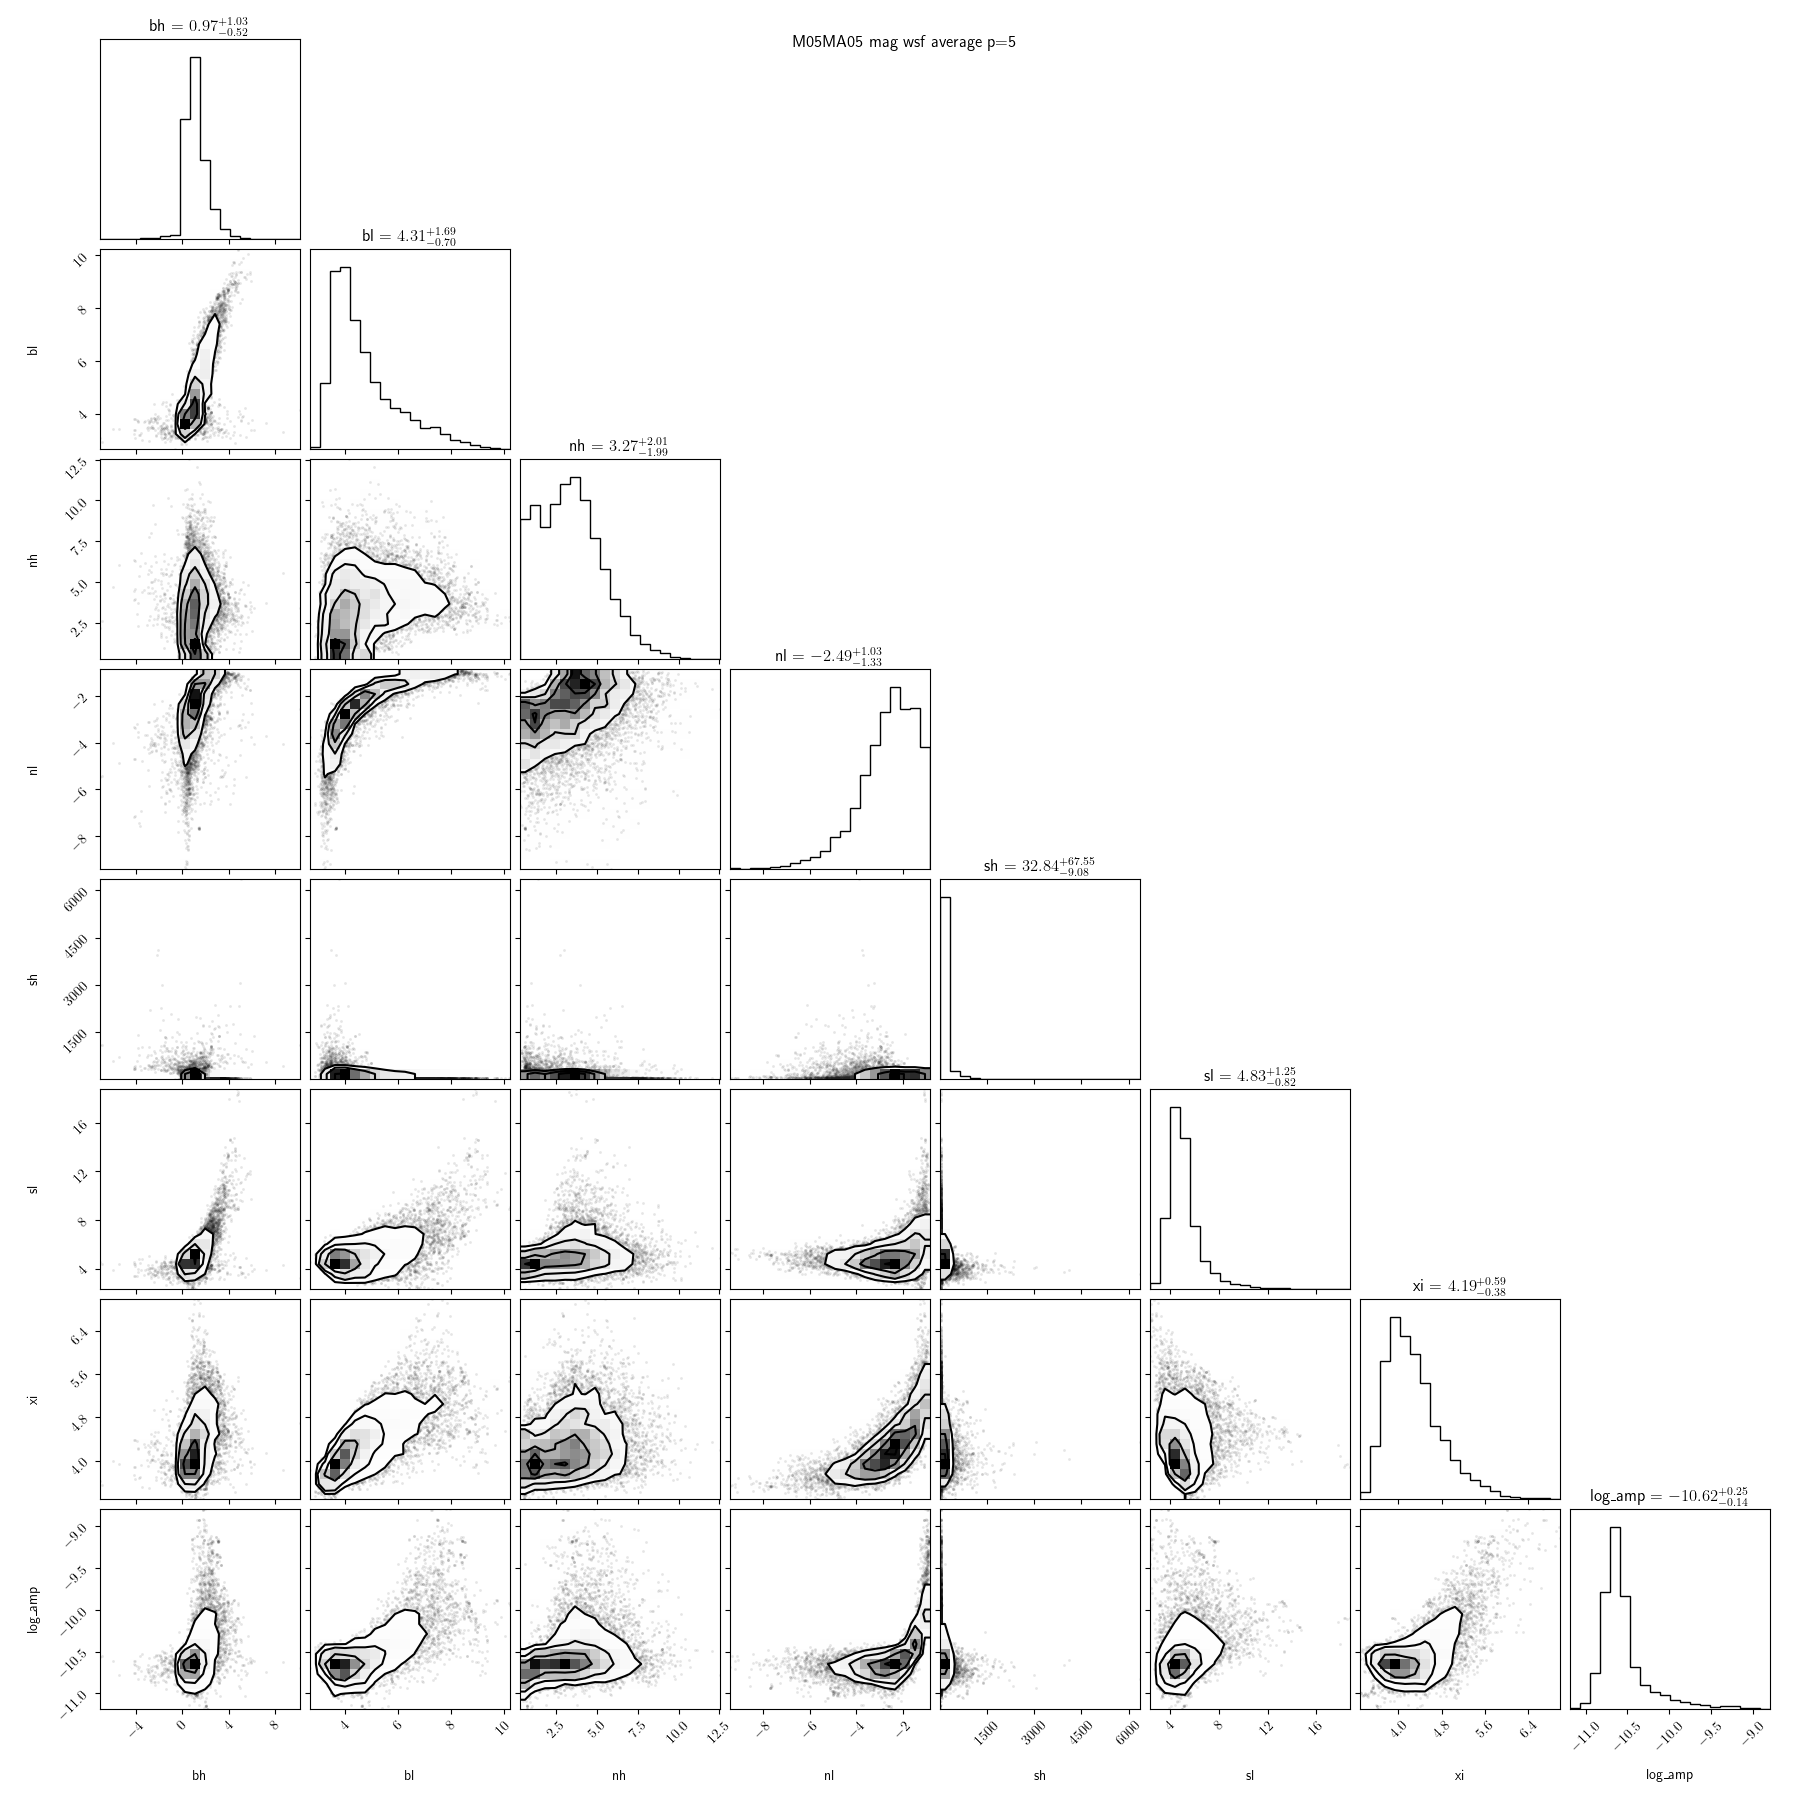 M05MA05 mag wsf average p=5
bh = 0.97+1.03−0.52
bl = 4.31+1.69−0.70
10
8
6
4
bl
nh = 3.27+2.01−1.99
12.5
10.0
7.5
5.0
2.5
nh
nl = −2.49+1.03−1.33
−2
−4
−6
−8
nl
sh = 32.84+67.55−9.08
6000
4500
3000
1500
sh
sl = 4.83+1.25−0.82
16
12
8
4
sl
xi = 4.19+0.59−0.38
6.4
5.6
4.8
4.0
xi
log_amp = −10.62+0.25−0.14
−9.0
−9.5
−10.0
−10.5
−11.0
log_amp
−4 0 4 8 4 6 8 10 2.5 5.0 7.5 10.0 12.5 −8 −6 −4 −2 1500 3000 4500 6000 4 8 12 16 4.0 4.8 5.6 6.4 −11.0 −10.5 −10.0 −9.5 −9.0
bh bl nh nl sh sl xi log_amp